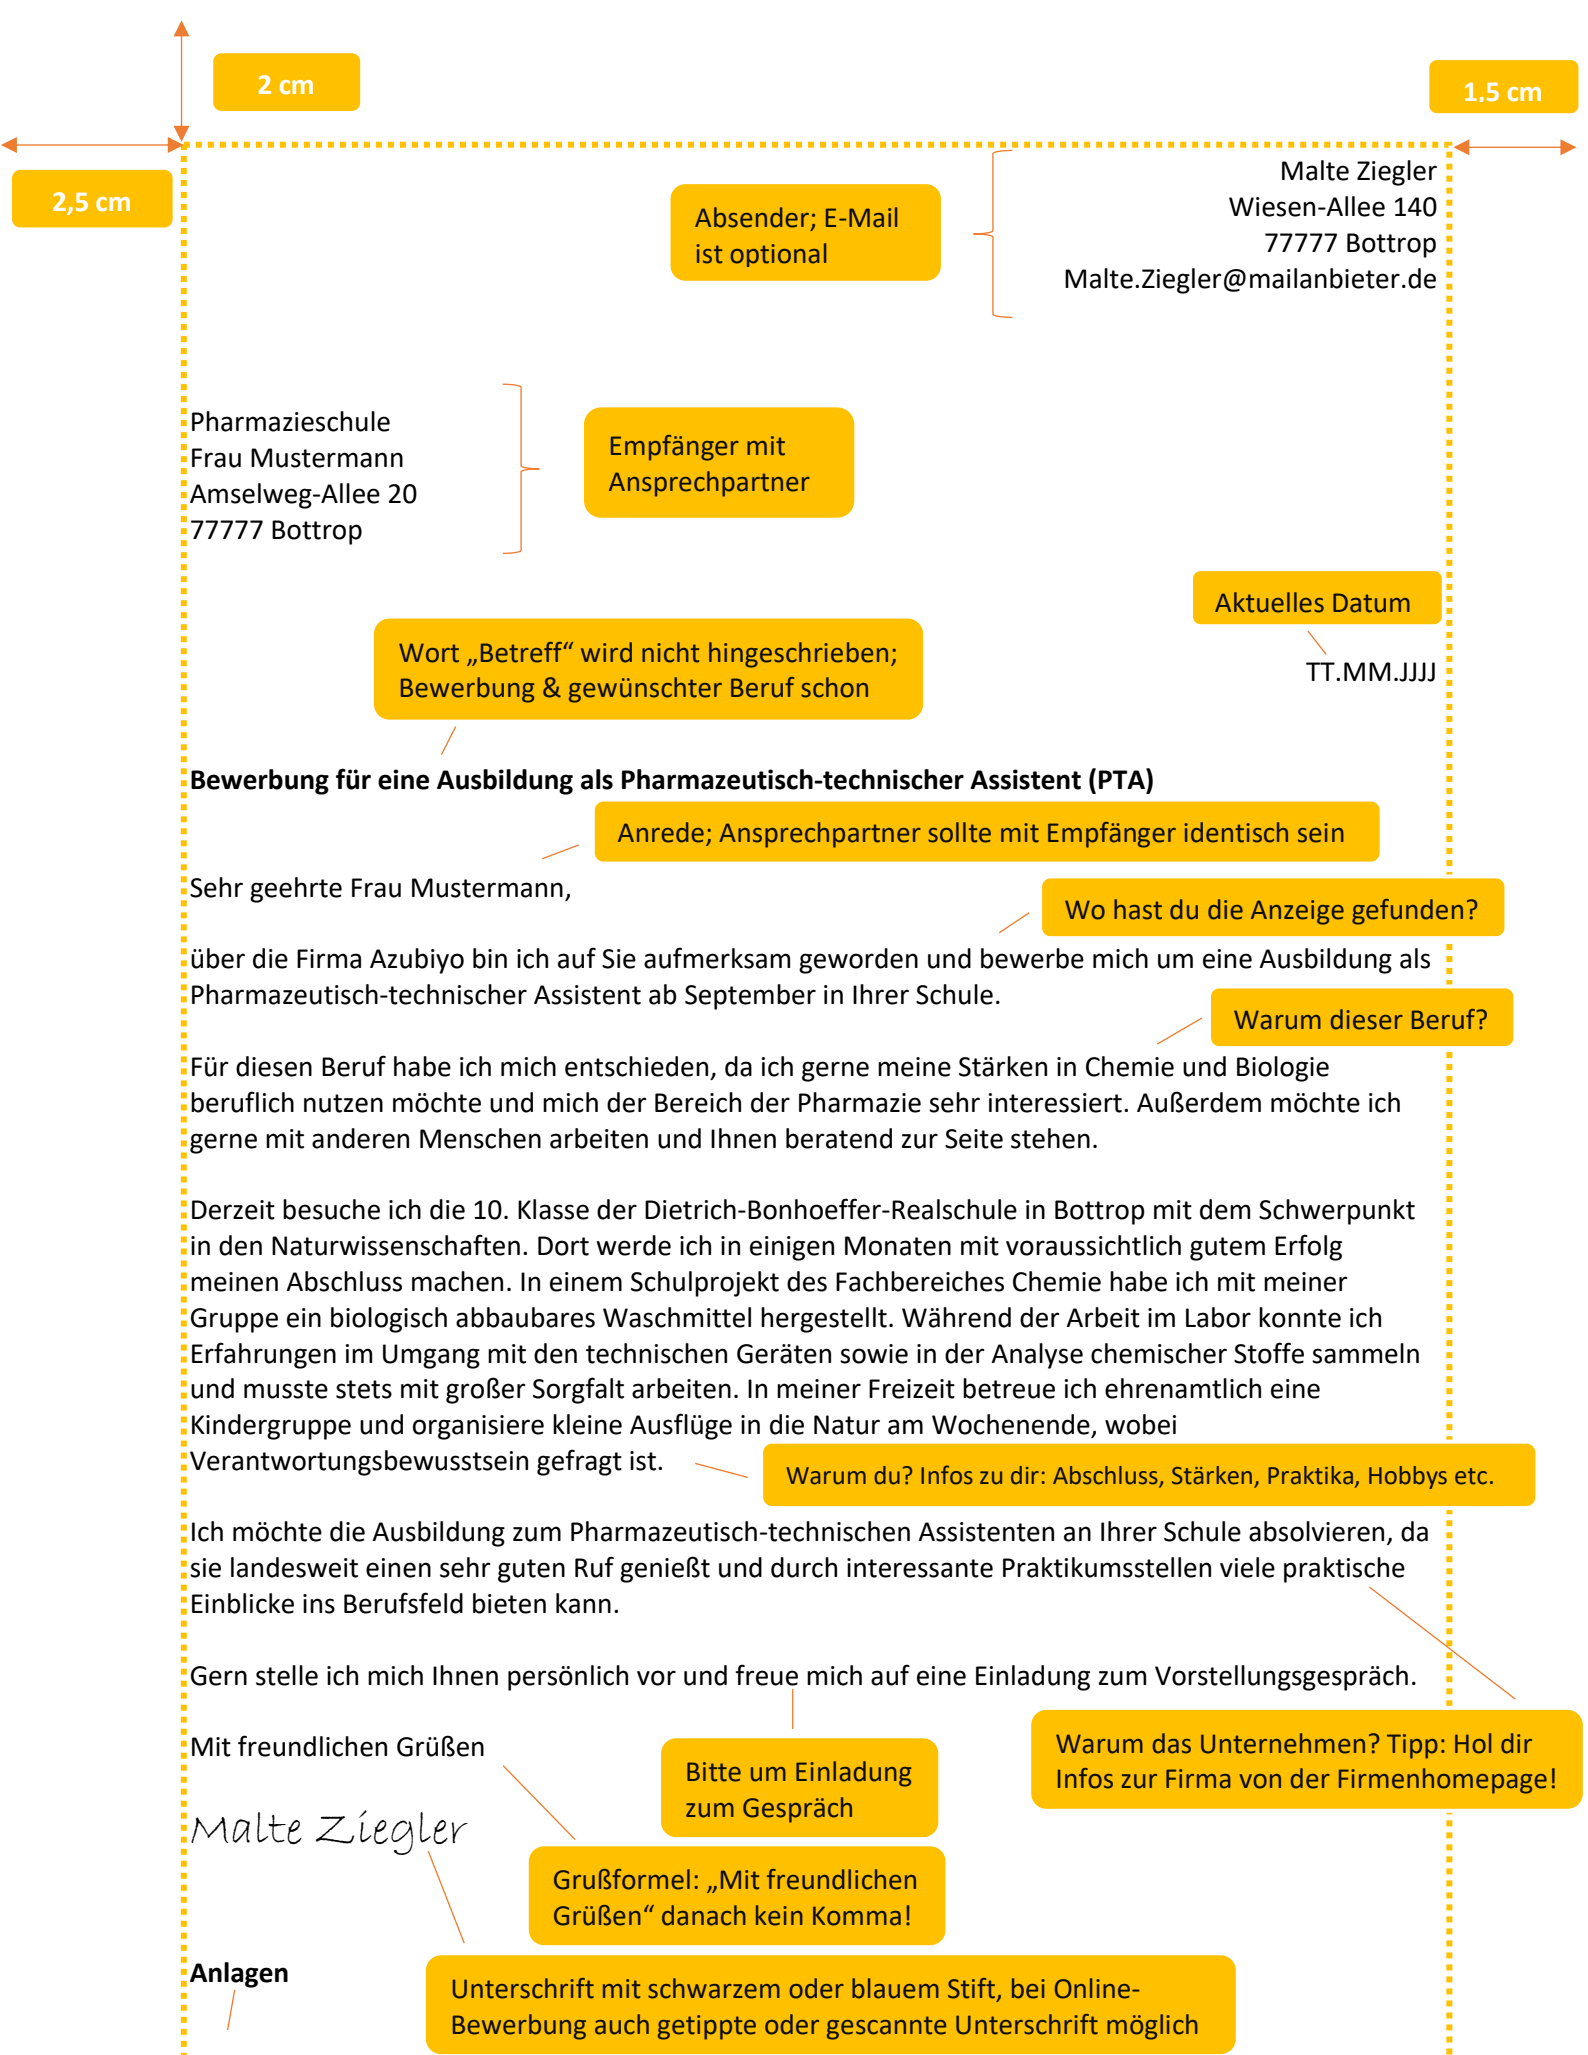 2 cm
1,5 cm
2,5 cm
Malte Ziegler
Wiesen-Allee 140
77777 Bottrop
Malte.Ziegler@mailanbieter.de
Absender; E-Mail
ist optional
Pharmazieschule
Frau Mustermann
Amselweg-Allee 20
77777 Bottrop
Empfänger mit
Ansprechpartner
Aktuelles Datum
TT.MM.JJJJ
Wort „Betreff“ wird nicht hingeschrieben;
Bewerbung & gewünschter Beruf schon
Bewerbung für eine Ausbildung als Pharmazeutisch-technischer Assistent (PTA)
Anrede; Ansprechpartner sollte mit Empfänger identisch sein
Sehr geehrte Frau Mustermann,
Wo hast du die Anzeige gefunden?
über die Firma Azubiyo bin ich auf Sie aufmerksam geworden und bewerbe mich um eine Ausbildung als
Pharmazeutisch-technischer Assistent ab September in Ihrer Schule.
Warum dieser Beruf?
Für diesen Beruf habe ich mich entschieden, da ich gerne meine Stärken in Chemie und Biologie
beruflich nutzen möchte und mich der Bereich der Pharmazie sehr interessiert. Außerdem möchte ich
gerne mit anderen Menschen arbeiten und Ihnen beratend zur Seite stehen.
Derzeit besuche ich die 10. Klasse der Dietrich-Bonhoeffer-Realschule in Bottrop mit dem Schwerpunkt
in den Naturwissenschaften. Dort werde ich in einigen Monaten mit voraussichtlich gutem Erfolg
meinen Abschluss machen. In einem Schulprojekt des Fachbereiches Chemie habe ich mit meiner
Gruppe ein biologisch abbaubares Waschmittel hergestellt. Während der Arbeit im Labor konnte ich
Erfahrungen im Umgang mit den technischen Geräten sowie in der Analyse chemischer Stoffe sammeln
und musste stets mit großer Sorgfalt arbeiten. In meiner Freizeit betreue ich ehrenamtlich eine
Kindergruppe und organisiere kleine Ausflüge in die Natur am Wochenende, wobei
Verantwortungsbewusstsein gefragt ist.
Warum du? Infos zu dir: Abschluss, Stärken, Praktika, Hobbys etc.
Ich möchte die Ausbildung zum Pharmazeutisch-technischen Assistenten an Ihrer Schule absolvieren, da
sie landesweit einen sehr guten Ruf genießt und durch interessante Praktikumsstellen viele praktische
Einblicke ins Berufsfeld bieten kann.
Gern stelle ich mich Ihnen persönlich vor und freue mich auf eine Einladung zum Vorstellungsgespräch.
Warum das Unternehmen? Tipp: Hol dir
Infos zur Firma von der Firmenhomepage!
Mit freundlichen Grüßen
Bitte um Einladung
zum Gespräch
Malte Ziegler
Grußformel: „Mit freundlichen
Grüßen“ danach kein Komma!
Anlagen
Unterschrift mit schwarzem oder blauem Stift, bei Online-
Bewerbung auch getippte oder gescannte Unterschrift möglich